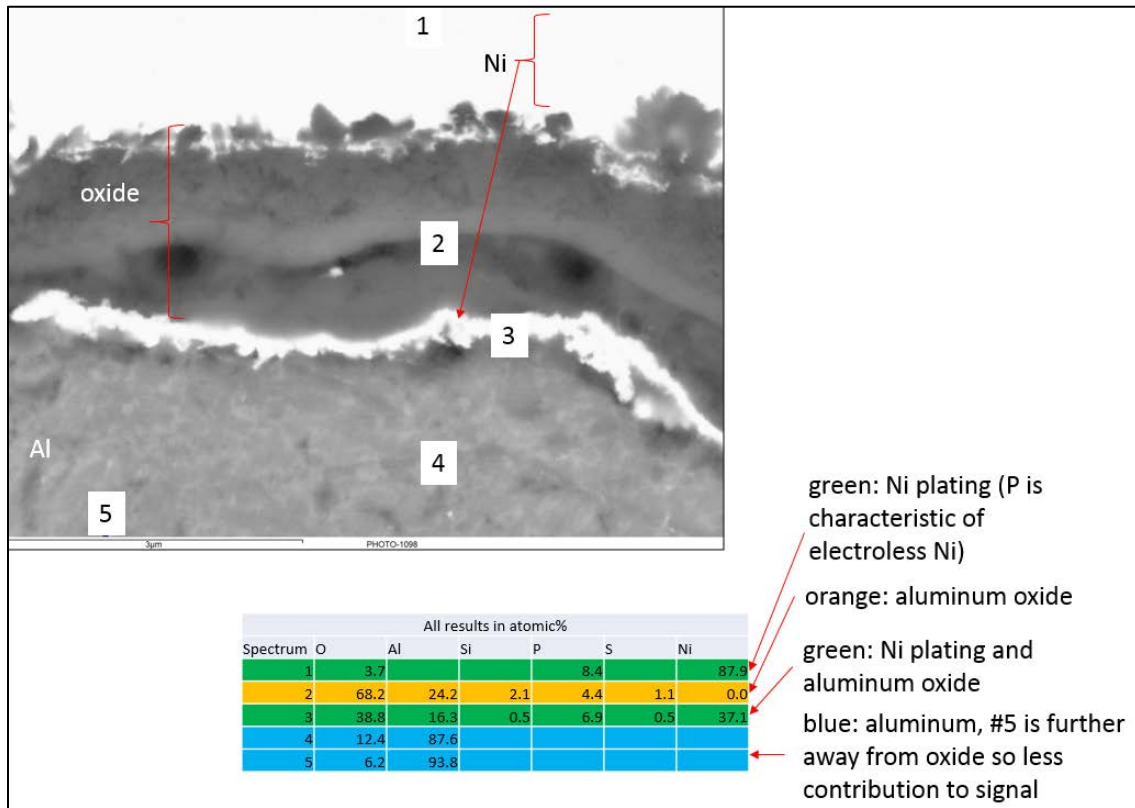 1
Ni
oxide
2
3
Al
4
5
3µm
PHOTO-1098
green: Ni plating (P is
characteristic of
electroless Ni)
orange: aluminum oxide
green: Ni plating and
aluminum oxide
blue: aluminum, #5 is further
away from oxide so less
contribution to signal
All results in atomic%
Spectrum O Al Si P S Ni
1 3.7 8.4 87.9
2 68.2 24.2 2.1 4.4 1.1 0.0
3 38.8 16.3 0.5 6.9 0.5 37.1
4 12.4 87.6
5 6.2 93.8